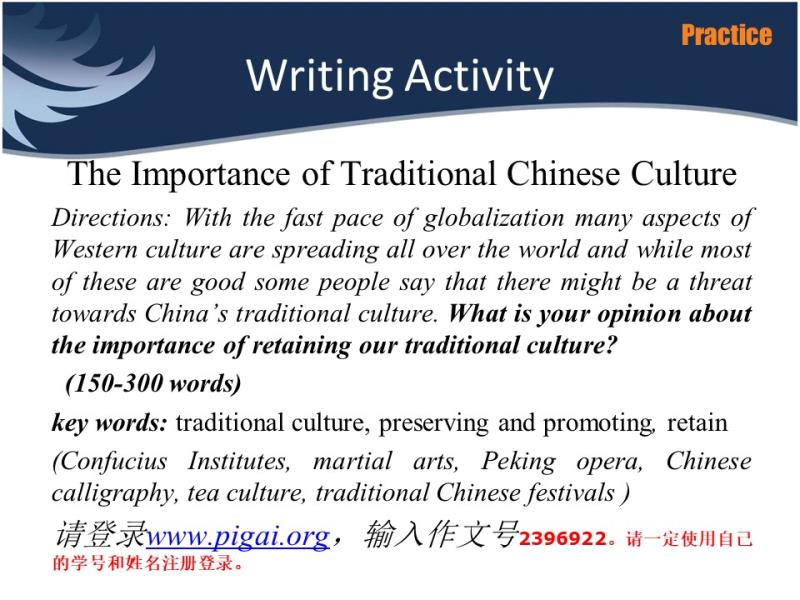 Practice
Writing Activity
The Importance of Traditional Chinese Culture
Directions: With the fast pace of globalization many aspects of
Western culture are spreading all over the world and while most
of these are good some people say that there might be a threat
towards China’s traditional culture. What is your opinion about
the importance of retaining our traditional culture?
(150-300 words)
key words: traditional culture, preserving and promoting, retain
(Confucius Institutes, martial arts, Peking opera, Chinese
calligraphy, tea culture, traditional Chinese festivals )
请登录www.pigai.org，输入作文号2396922。请一定使用自己
的学号和姓名注册登录。